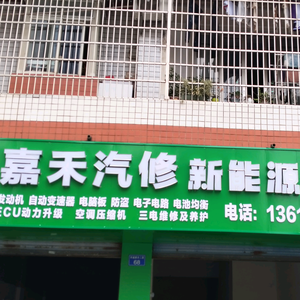 嘉禾汽修 新能源
发动机 自动变速器 电脑板 防盗 电子电路 电池均衡
ECU动力升级 空调压缩机 三电维修及养护 电话：1361